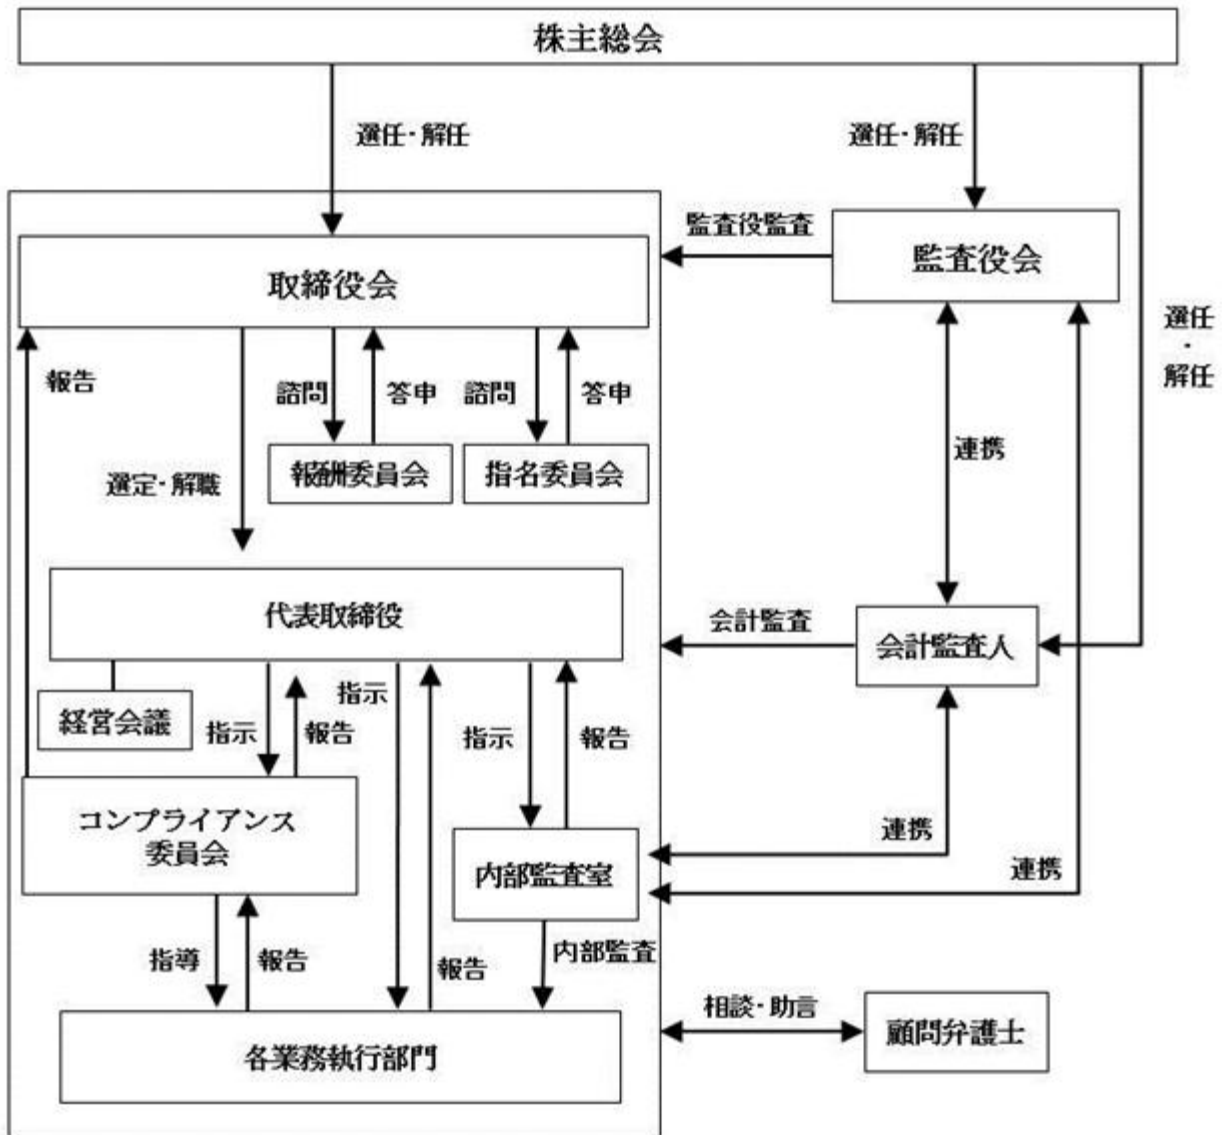 株主総会
選任・解任
選任・解任
監査役監査
監査役会
取締役会
選任
・
解任
報告
諮問
答申
諮問
答申
連携
報酬委員会
指名委員会
選定・解職
代表取締役
会計監査
会計監査人
経営会議
指示
報告
指示
指示
報告
コンプライアンス
委員会
内部監査室
連携
連携
指導
報告
報告
内部監査
相談・助言
顧問弁護士
各業務執行部門